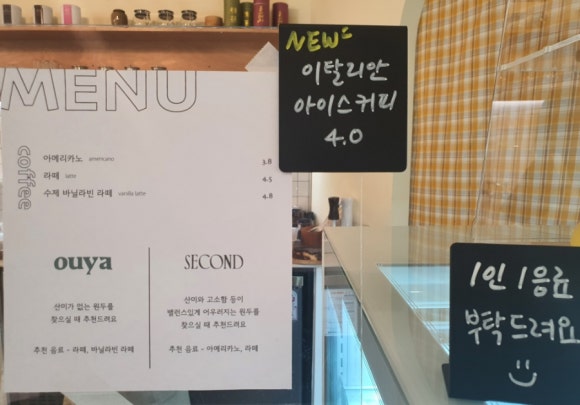 MENU
coffee
아메리카노 americano 3.8
라떼 latte 4.5
수제 바닐라빈 라떼 vanilla latte 4.8
ouya
산미가 없는 원두를
찾으실 때 추천드려요
추천 음료 - 라떼, 바닐라빈 라떼
SECOND
산미와 고소함 등이
밸런스있게 어우러지는 원두를
찾으실 때 추천드려요
추천 음료 - 아메리카노, 라떼
NEW
이탈리안
아이스커피
4.0
1인 1음료
부탁드려요